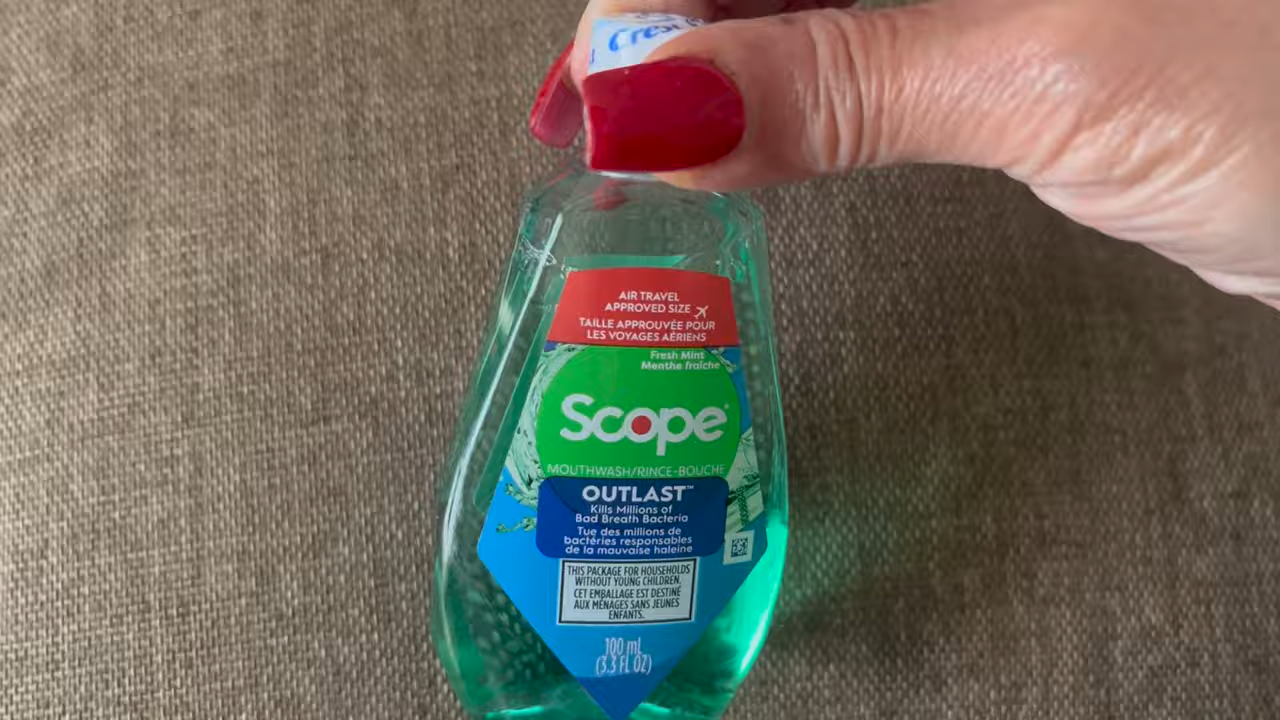 Crest
AIR TRAVEL
APPROVED SIZE
TAILLE APPROUVÉE POUR
LES VOYAGES AÉRIENS
Fresh Mint
Menthe fraîche
Scope
MOUTHWASH/RINCE-BOUCHE
OUTLAST™
Kills Millions of
Bad Breath Bacteria
Tue des millions de
bactéries responsables
de la mauvaise haleine
THIS PACKAGE FOR HOUSEHOLDS
WITHOUT YOUNG CHILDREN.
CET EMBALLAGE EST DESTINÉ
AUX MÉNAGES SANS JEUNES
ENFANTS.
100 mL
(3.3 FL OZ)